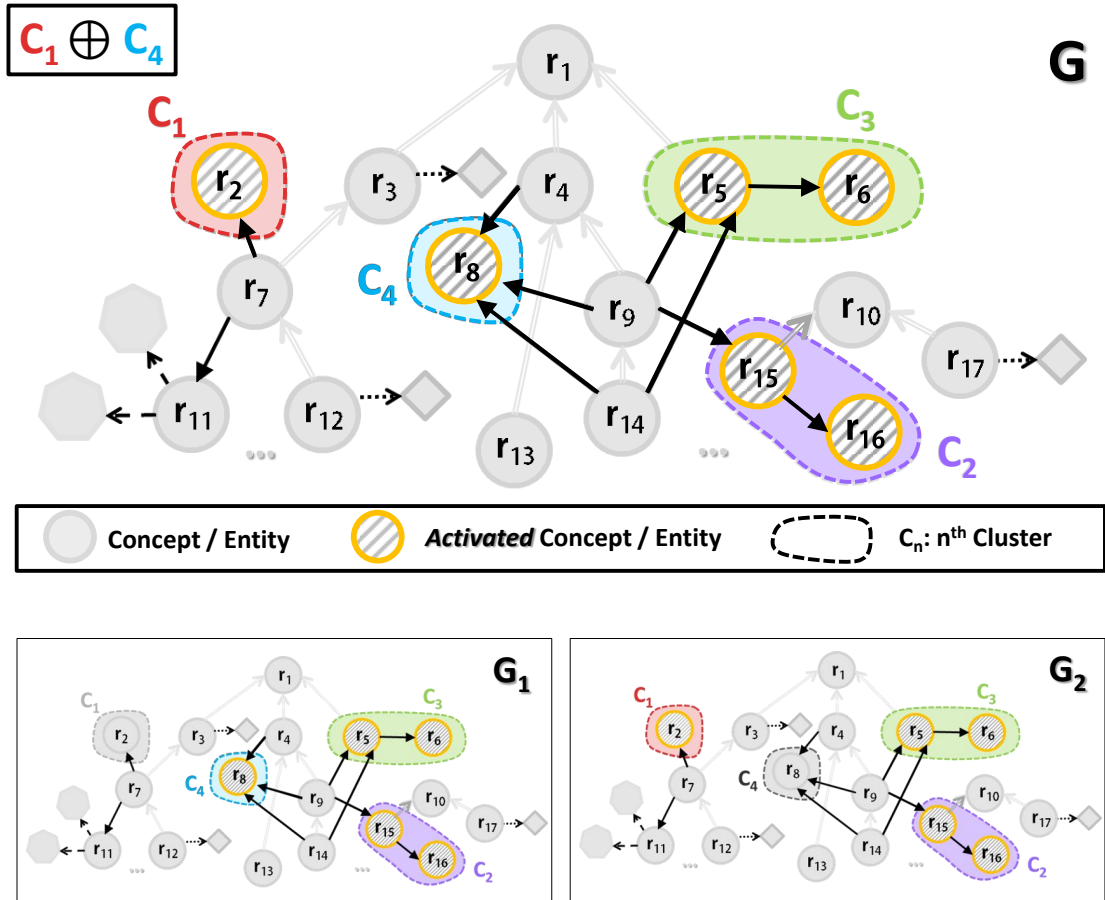 C1 ⊕ C4
G
r1
C1
C3
r2
r3
r4
r5
r6
C4
r8
r7
r9
r10
r15
r17
r11
r12
r14
r16
r13
...
...
C2
Concept / Entity
Activated Concept / Entity
Cn: nth Cluster
G1
r1
C1
C3
r2
r3
r4
r5
r6
r8
C4
r7
r9
r10
r15
r17
r11
r12
r14
r16
r13
...
...
C2
G2
r1
C1
C3
r2
r3
r4
r5
r6
r8
C4
r7
r9
r10
r15
r17
r11
r12
r14
r16
r13
...
...
C2